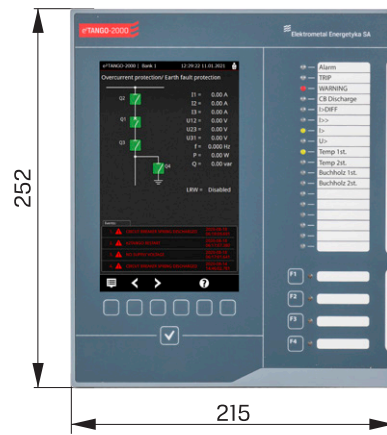 e²TANGO-2000
Elektrometal Energetyka SA
e²TANGO-2000 | Bank 1 12:29:22 11.01.2021
Overcurrent protection/ Earth fault protection
Q2
Q1
Q3
Q4
I1 = 0.00 A
I2 = 0.00 A
I3 = 0.00 A
U12 = 0.00 V
U23 = 0.00 V
U31 = 0.00 V
f = 0.000 Hz
P = 0.00 W
Q = 0.00 var
LRW = Disabled
?
Alarm
TRIP
WARNING
CB Discharge
I>DIFF
I>>
I>
U>
Temp 1st.
Temp 2st.
Buchholz 1st.
Buchholz 2st.
F1
F2
F3
F4
252
215